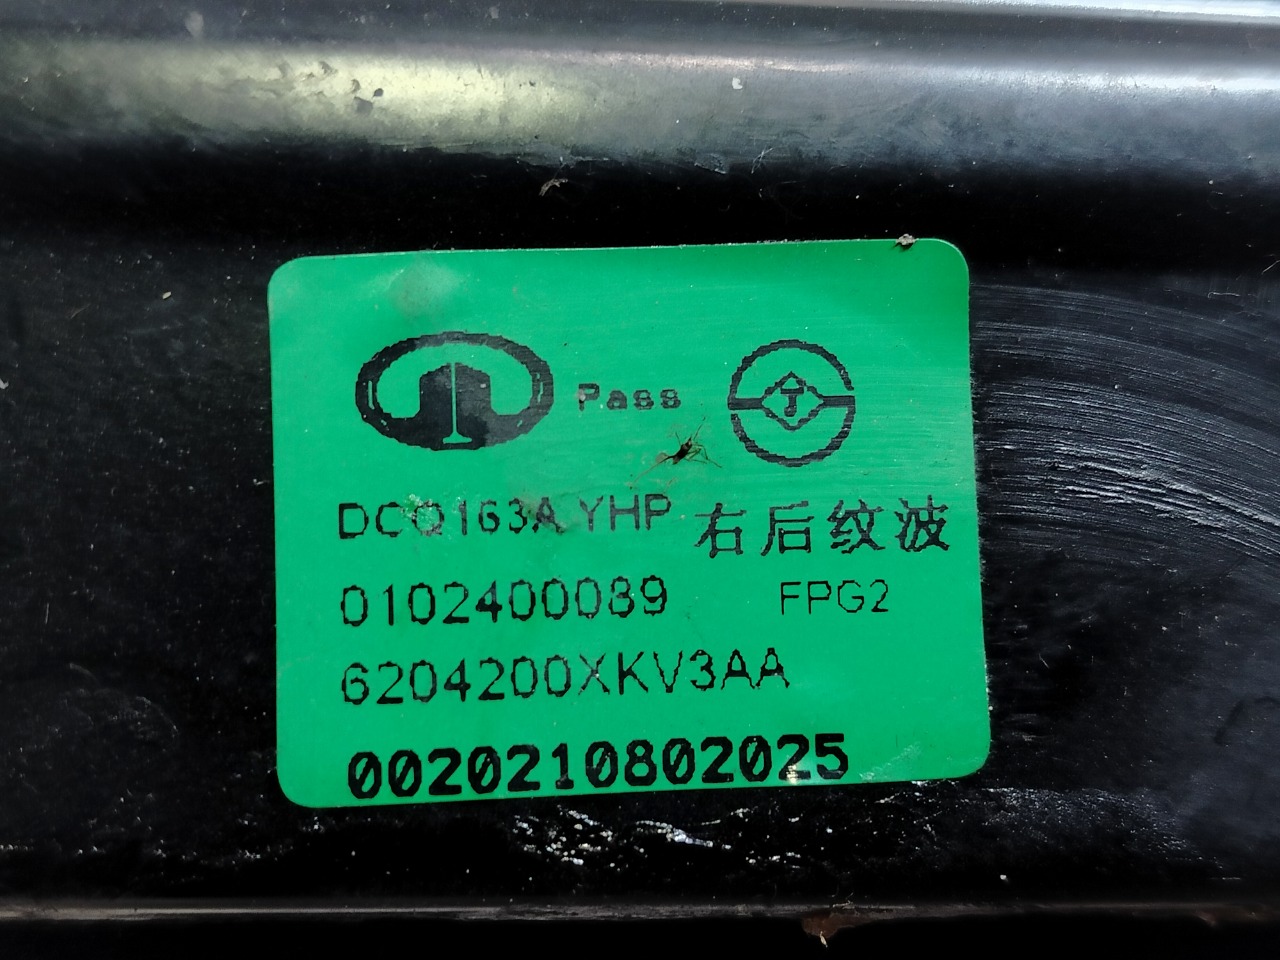 Pass
DCQ163A YHP 右后纹波
0102400089 FPG2
6204200XKV3AA
0020210802025